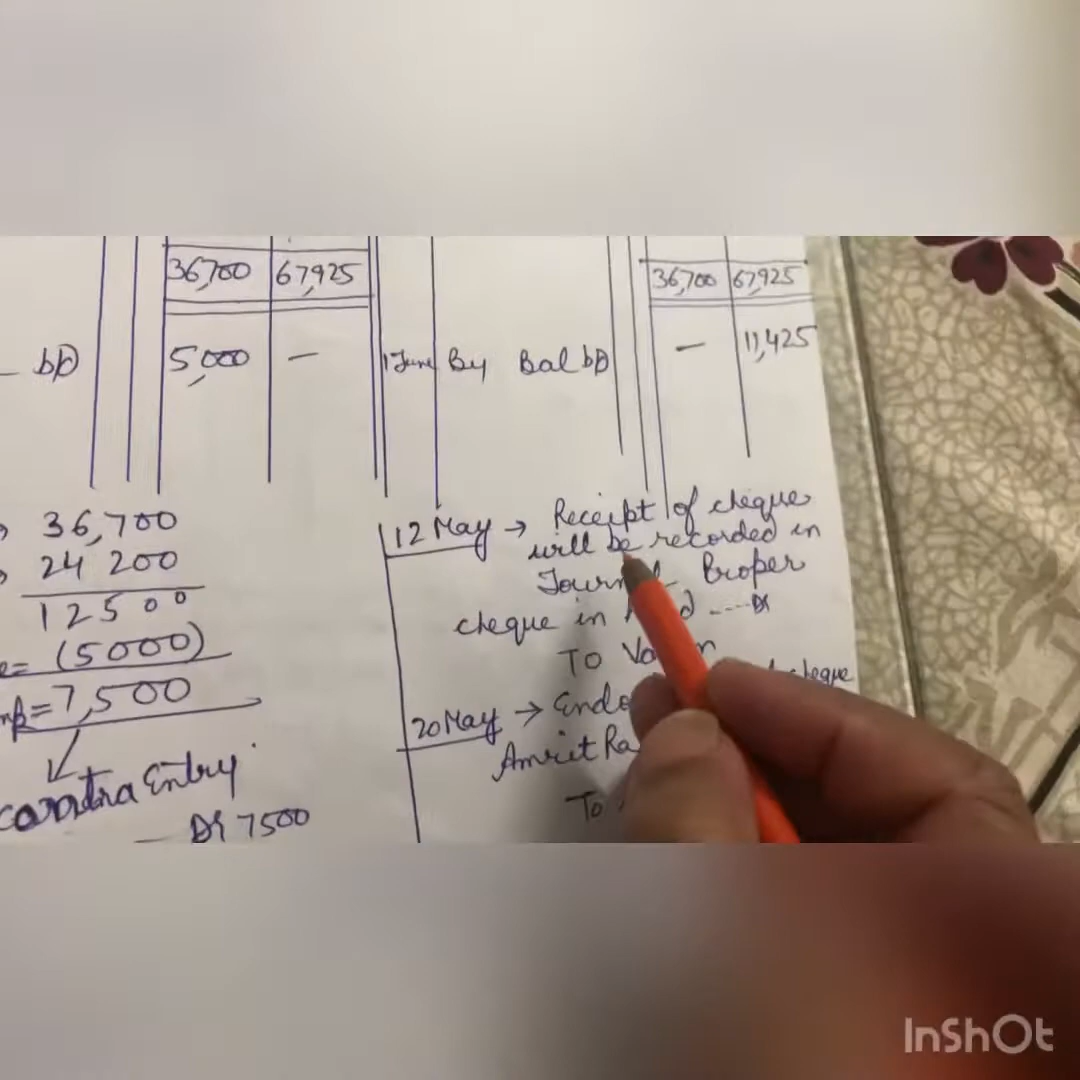 36,700 67,925 36,700 67,925
bD 5,000 — 1 June By Bal bD — 11,425
36,700
24 200
12500
(5000)
= 7,500
contra Entry
Dr 7500
12 May → Receipt of cheque
will be recorded in
Proper
cheque in ----Dr
To
20 May → cheque
Amrit
To
InShOt